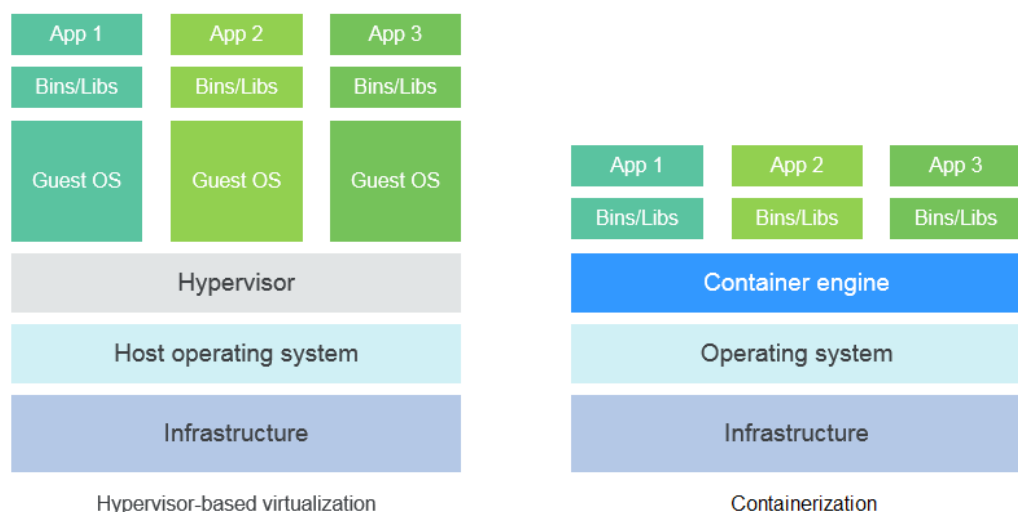 App 1
App 2
App 3
Bins/Libs
Bins/Libs
Bins/Libs
Guest OS
Guest OS
Guest OS
Hypervisor
Host operating system
Infrastructure
Hypervisor-based virtualization
App 1
App 2
App 3
Bins/Libs
Bins/Libs
Bins/Libs
Container engine
Operating system
Infrastructure
Containerization